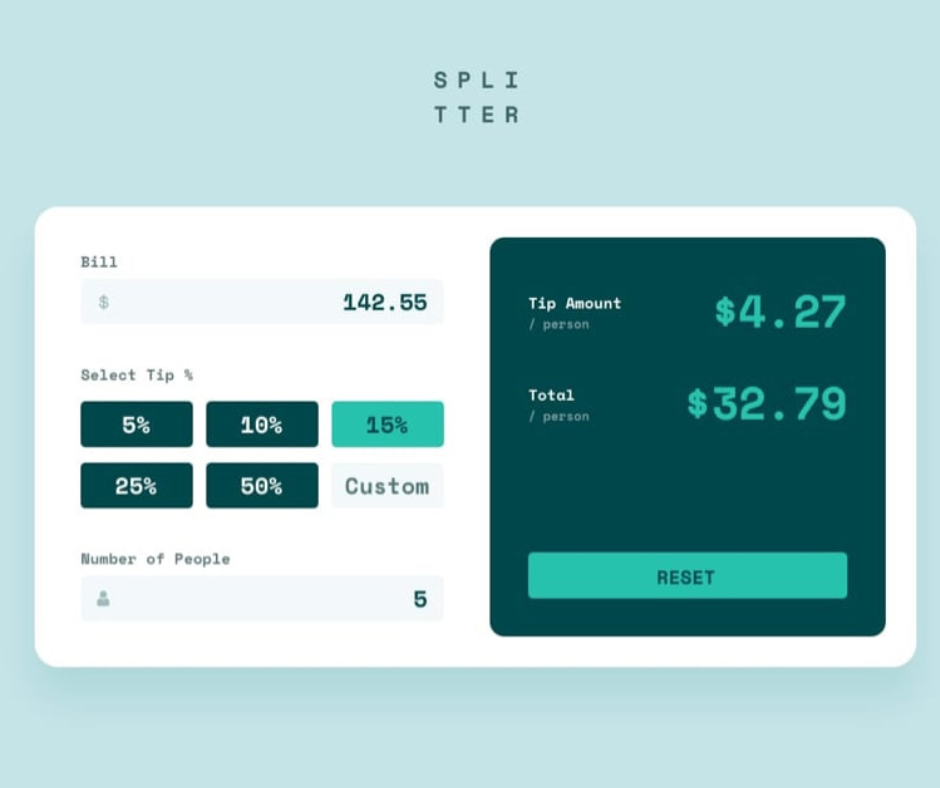 SPLI
TTER
Bill
$ 142.55
Select Tip %
5% 10% 15%
25% 50% Custom
Number of People
5
Tip Amount
/ person
$4.27
Total
/ person
$32.79
RESET